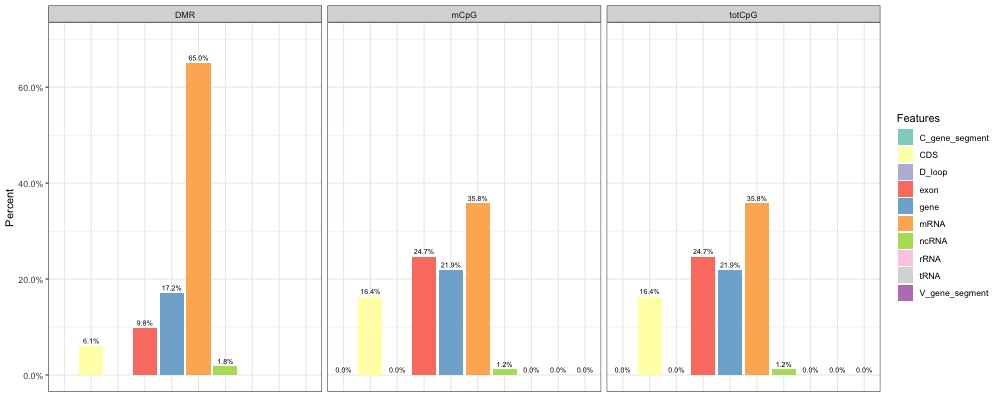 DMR
mCpG
totCpG
Percent
60.0%
40.0%
20.0%
0.0%
6.1%
9.8%
17.2%
65.0%
1.8%
0.0%
16.4%
0.0%
24.7%
21.9%
35.8%
1.2%
0.0%
0.0%
0.0%
0.0%
16.4%
0.0%
24.7%
21.9%
35.8%
1.2%
0.0%
0.0%
0.0%
Features
C_gene_segment
CDS
D_loop
exon
gene
mRNA
ncRNA
rRNA
tRNA
V_gene_segment